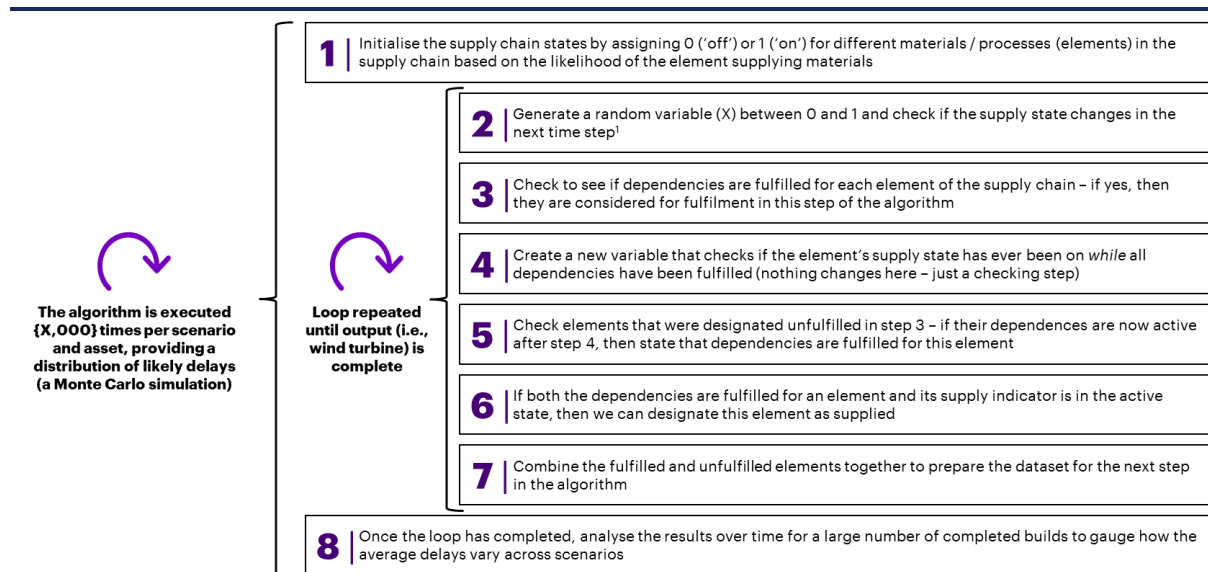 1
Initialise the supply chain states by assigning 0 ('off') or 1 ('on') for different materials / processes (elements) in the
supply chain based on the likelihood of the element supplying materials
2
Generate a random variable (X) between 0 and 1 and check if the supply state changes in the
next time step¹
3
Check to see if dependencies are fulfilled for each element of the supply chain – if yes, then
they are considered for fulfilment in this step of the algorithm
4
Create a new variable that checks if the element's supply state has ever been on while all
dependencies have been fulfilled (nothing changes here – just a checking step)
The algorithm is executed
{X,000} times per scenario
and asset, providing a
distribution of likely delays
(a Monte Carlo simulation)
Loop repeated
until output (i.e.,
wind turbine) is
complete
5
Check elements that were designated unfulfilled in step 3 – if their dependences are now active
after step 4, then state that dependencies are fulfilled for this element
6
If both the dependencies are fulfilled for an element and its supply indicator is in the active
state, then we can designate this element as supplied
7
Combine the fulfilled and unfulfilled elements together to prepare the dataset for the next step
in the algorithm
8
Once the loop has completed, analyse the results over time for a large number of completed builds to gauge how the
average delays vary across scenarios